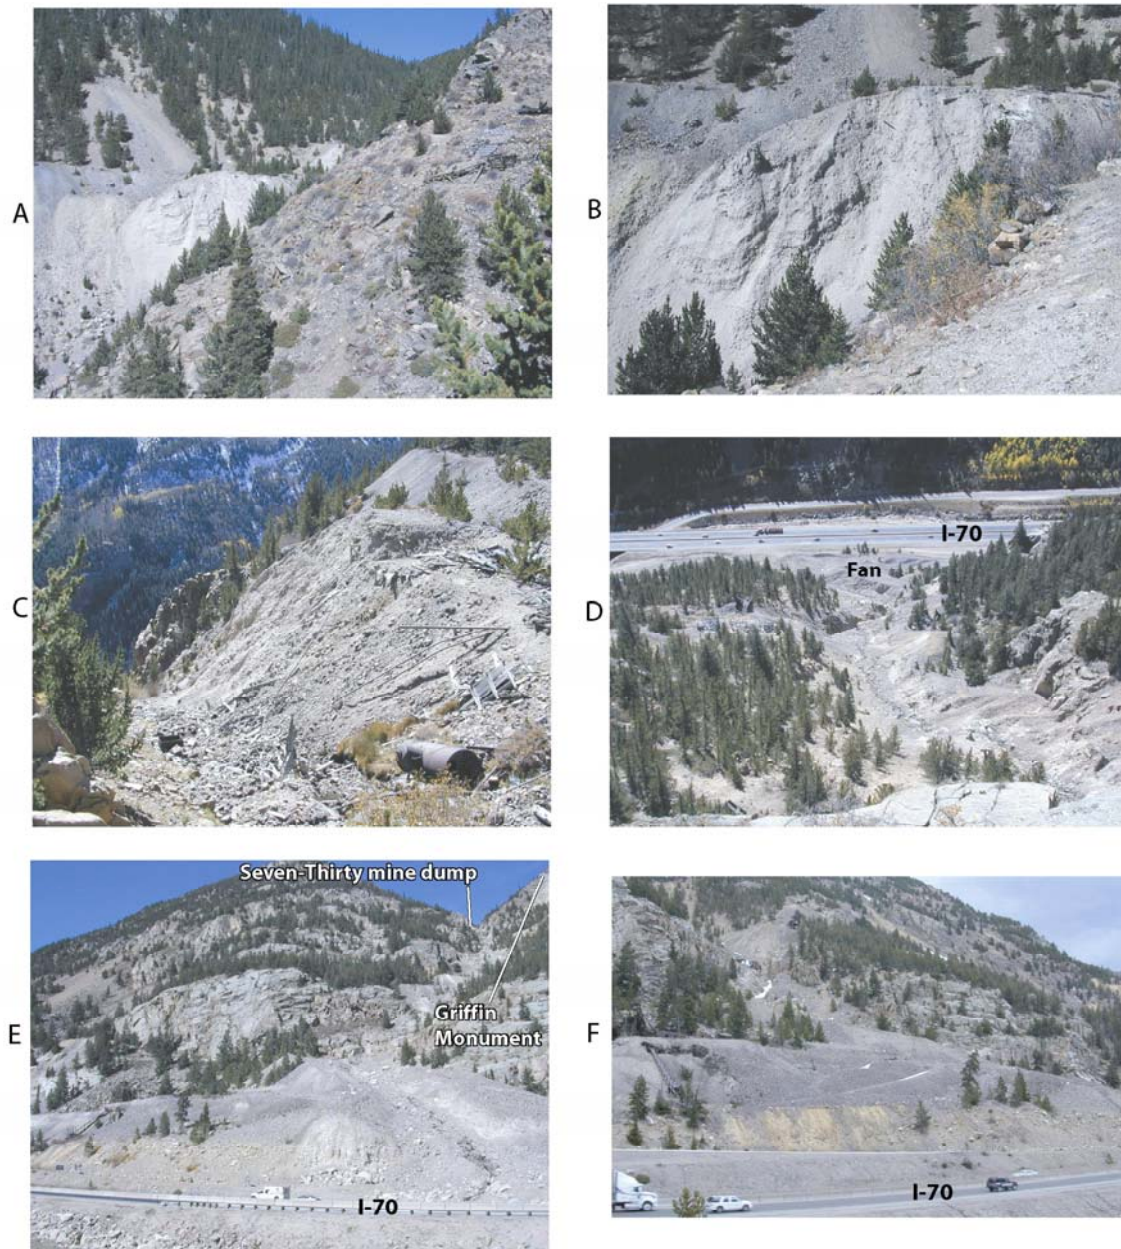 A
B
C
D
I-70
Fan
E
Seven-Thirty mine dump
Griffin
Monument
I-70
F
I-70